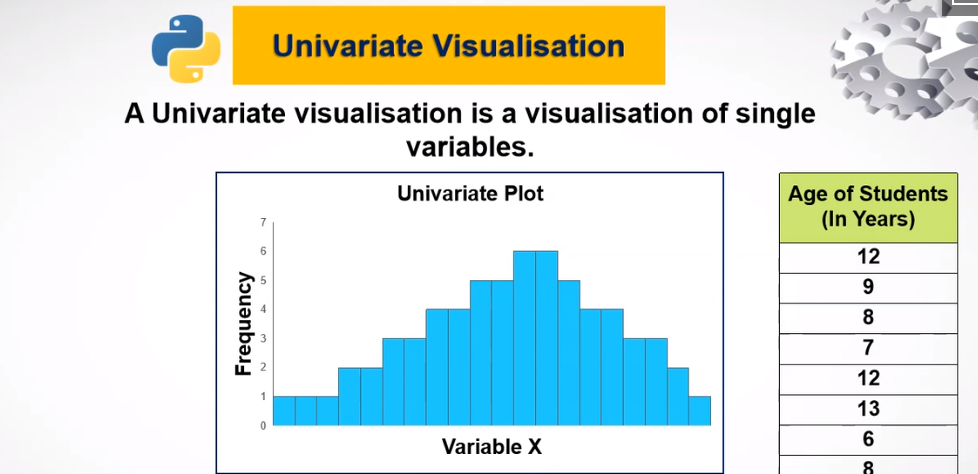 Univariate Visualisation
A Univariate visualisation is a visualisation of single
variables.
Univariate Plot
7
6
5
4
3
2
1
0
Frequency
Variable X
Age of Students
(In Years)
12
9
8
7
12
13
6
8